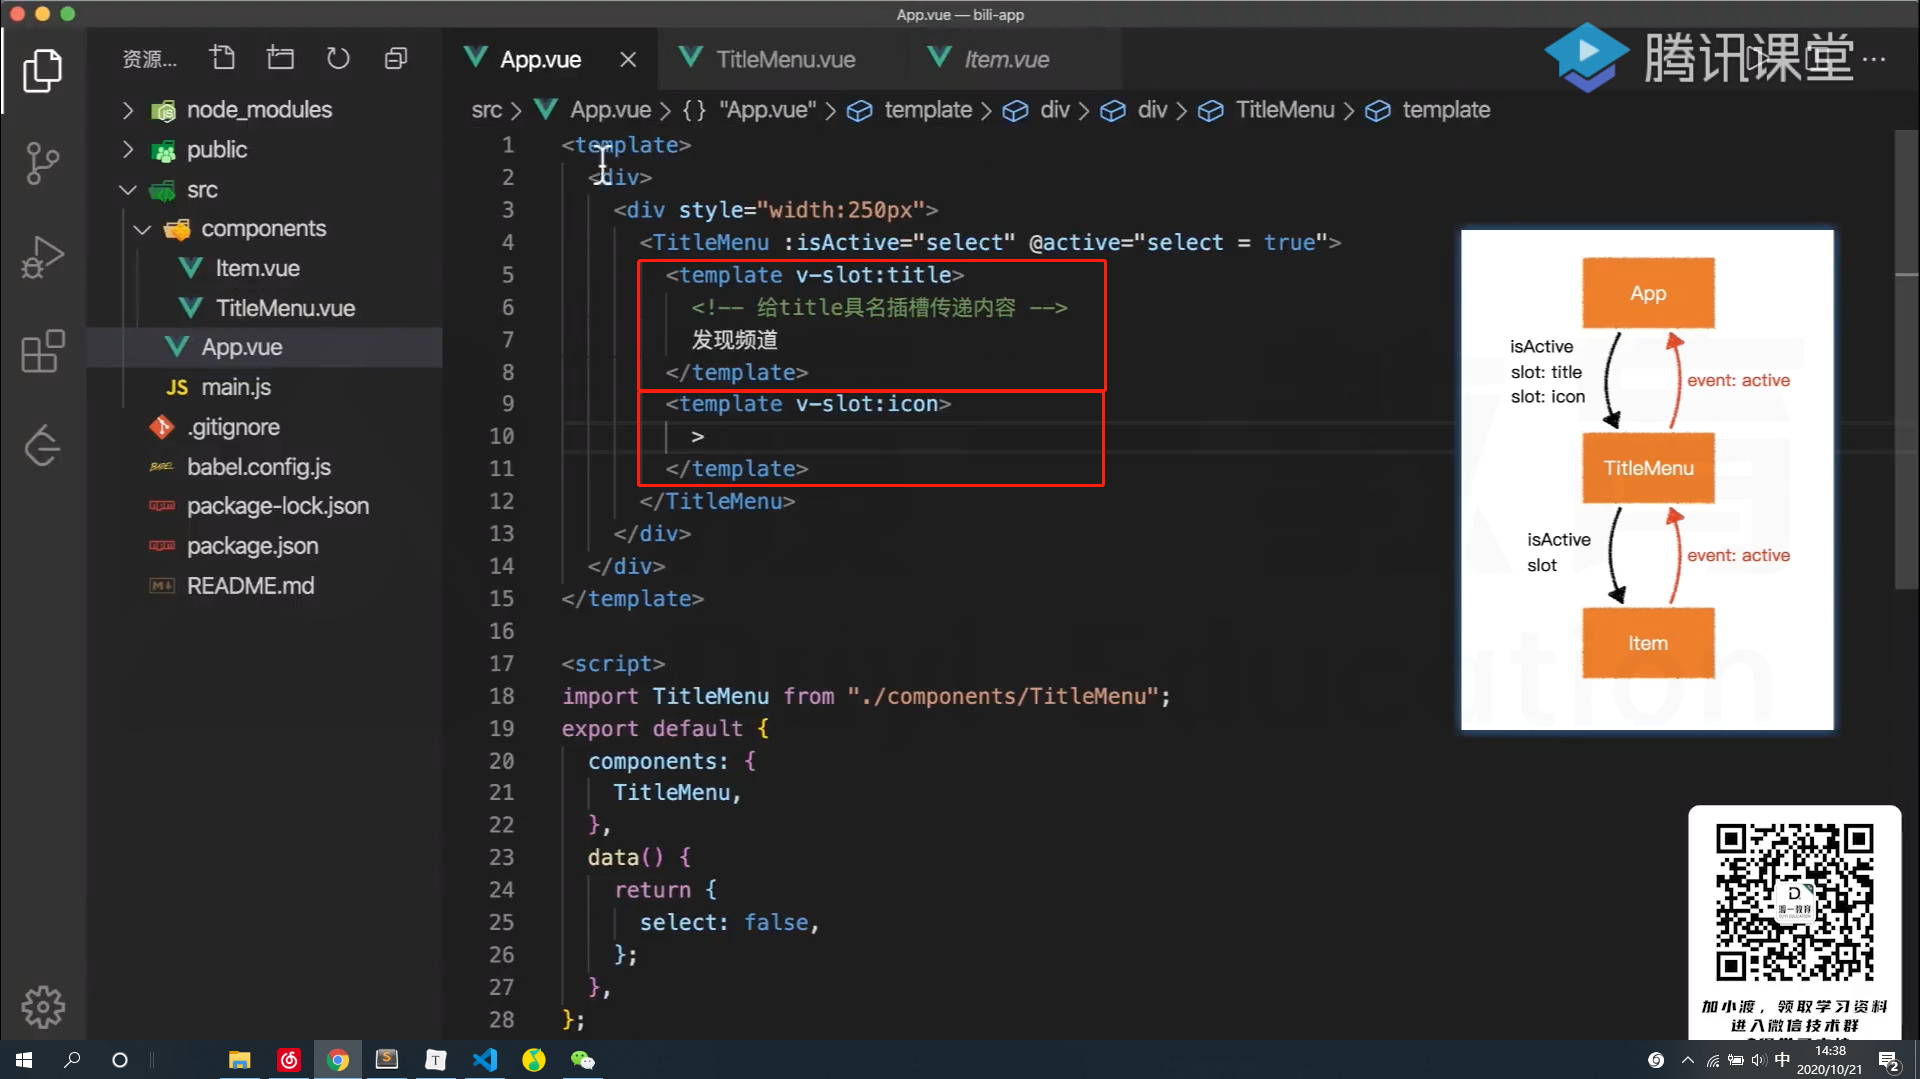 App.vue — bili-app
腾讯课堂
资源...
App.vue
TitleMenu.vue
Item.vue
src > App.vue > {} "App.vue" > template > div > div > TitleMenu > template
node_modules
public
src
components
Item.vue
TitleMenu.vue
App.vue
JS main.js
.gitignore
babel.config.js
package-lock.json
package.json
README.md
1 <template>
2 <div>
3 <div style="width:250px">
4 <TitleMenu :isActive="select" @active="select = true">
5 <template v-slot:title>
6 <!-- 给title具名插槽传递内容 -->
7 发现频道
8 </template>
9 <template v-slot:icon>
10 >
11 </template>
12 </TitleMenu>
13 </div>
14 </div>
15 </template>
16
17 <script>
18 import TitleMenu from "./components/TitleMenu";
19 export default {
20 components: {
21 TitleMenu,
22 },
23 data() {
24 return {
25 select: false,
26 };
27 },
28 };
App
isActive
slot: title
slot: icon
event: active
TitleMenu
isActive
slot
event: active
Item
渡一教育
加小渡，领取学习资料
进入微信技术群
中
14:38
2020/10/21
2